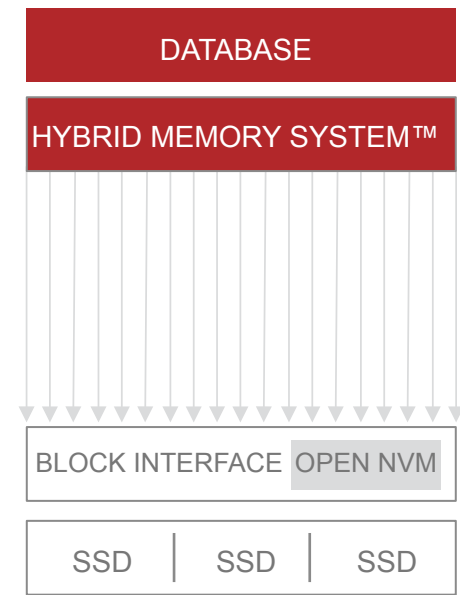 DATABASE
HYBRID MEMORY SYSTEM™
BLOCK INTERFACE OPEN NVM
SSD SSD SSD